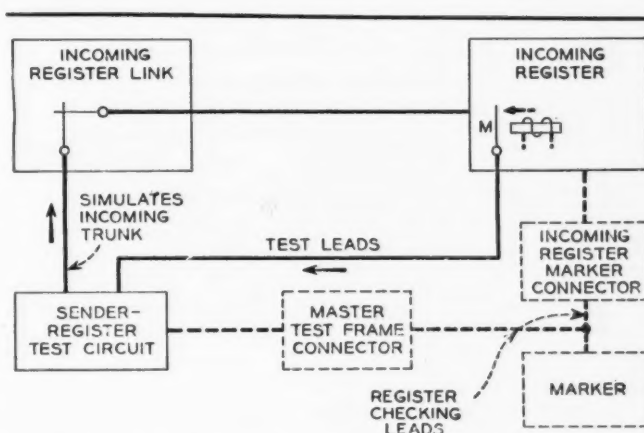 INCOMING
REGISTER LINK
INCOMING
REGISTER
M
SIMULATES
INCOMING
TRUNK
TEST LEADS
INCOMING
REGISTER
MARKER
CONNECTOR
SENDER-
REGISTER
TEST CIRCUIT
MASTER
TEST FRAME
CONNECTOR
REGISTER
CHECKING
LEADS
MARKER